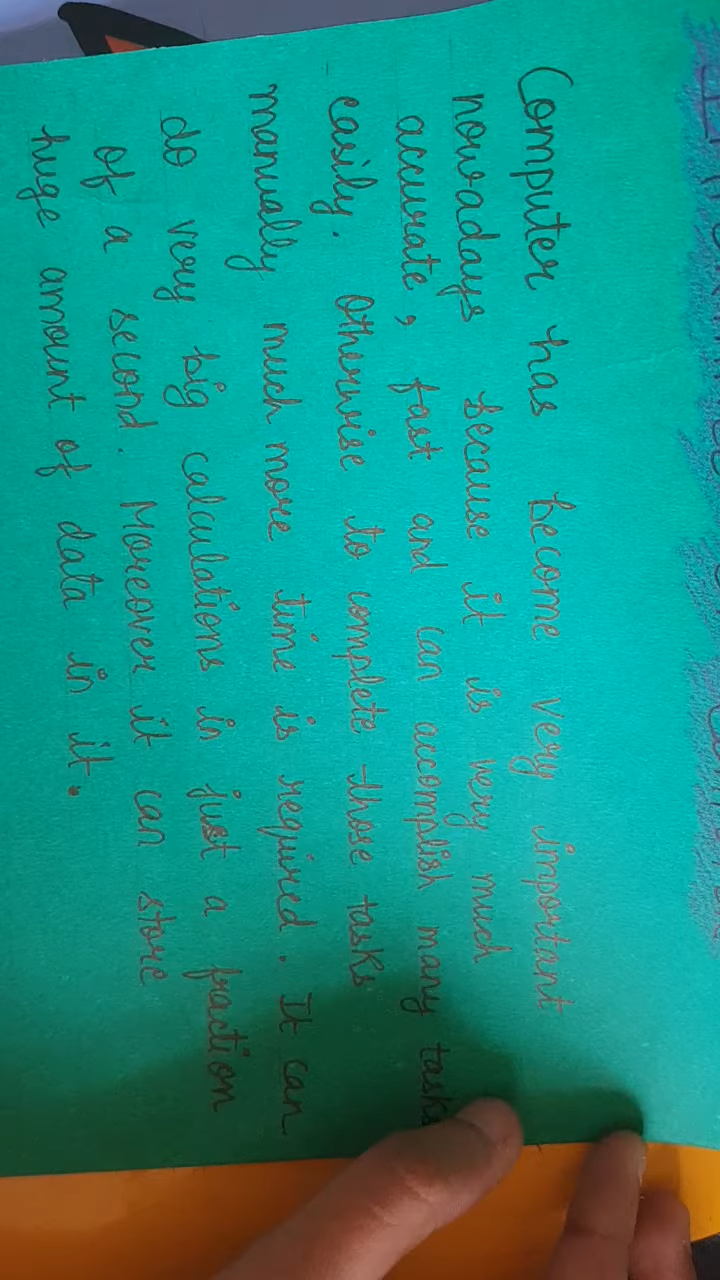 Computer has become very important
nowadays because it is very much
accurate, fast and can accomplish many tasks
easily. Otherwise to complete those tasks
manually much more time is required. It can
do very big calculations in just a fraction
of a second. Moreover it can store
huge amount of data in it.